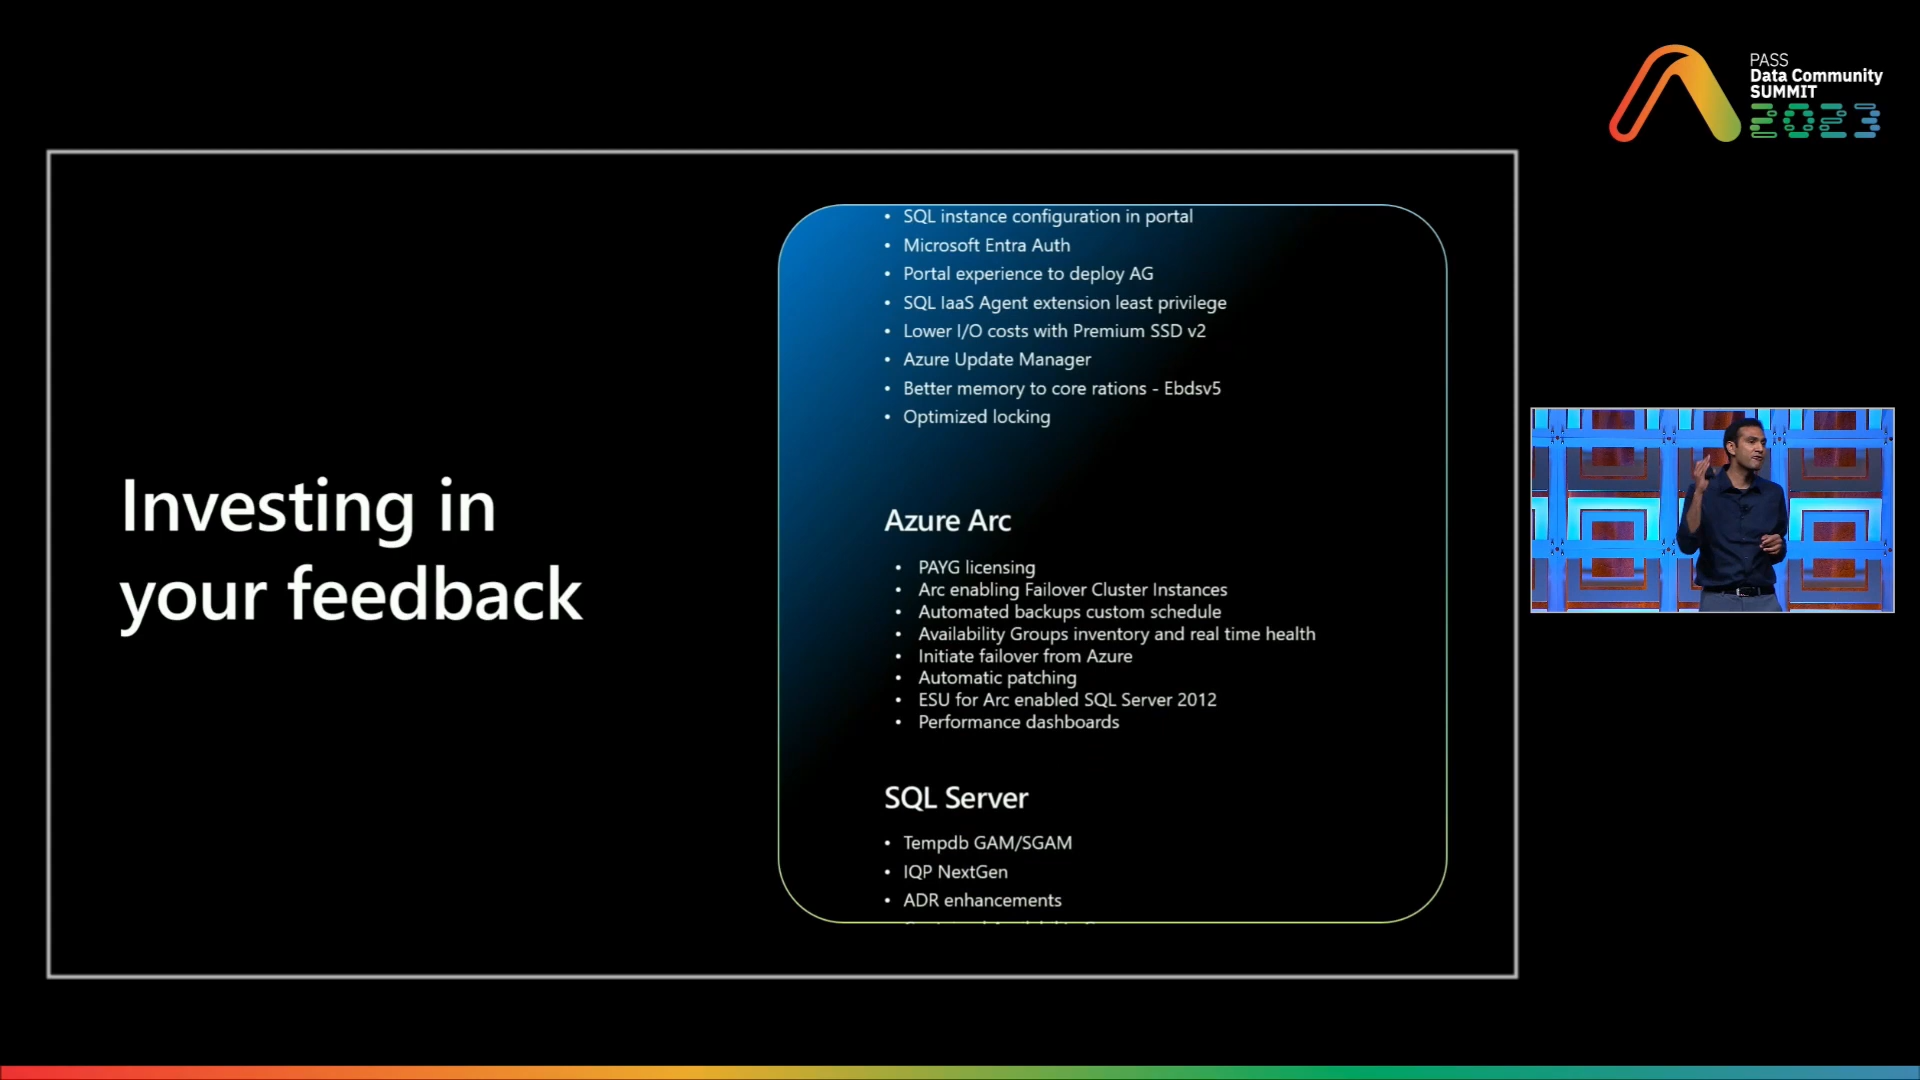 PASS
Data Community
SUMMIT
2023
• SQL instance configuration in portal
• Microsoft Entra Auth
• Portal experience to deploy AG
• SQL IaaS Agent extension least privilege
• Lower I/O costs with Premium SSD v2
• Azure Update Manager
• Better memory to core rations - Ebdsv5
• Optimized locking
Investing in
your feedback
Azure Arc
• PAYG licensing
• Arc enabling Failover Cluster Instances
• Automated backups custom schedule
• Availability Groups inventory and real time health
• Initiate failover from Azure
• Automatic patching
• ESU for Arc enabled SQL Server 2012
• Performance dashboards
SQL Server
• Tempdb GAM/SGAM
• IQP NextGen
• ADR enhancements